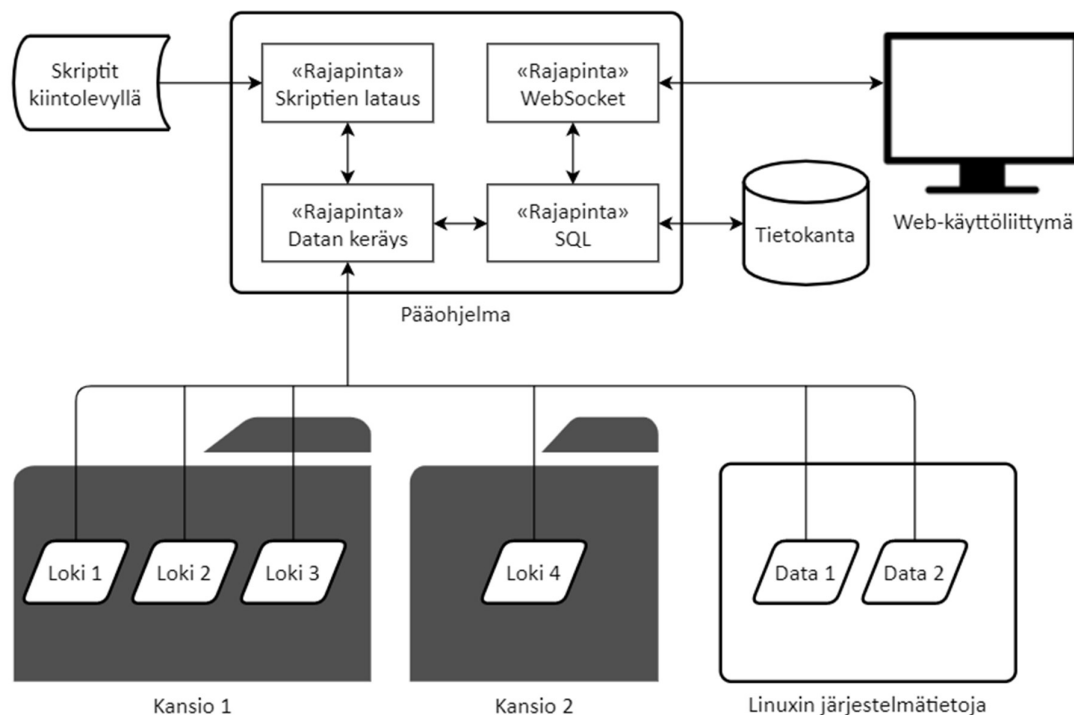 Skriptit
kiintolevyllä
«Rajapinta»
Skriptien lataus
«Rajapinta»
WebSocket
«Rajapinta»
Datan keräys
«Rajapinta»
SQL
Tietokanta
Web-käyttöliittymä
Pääohjelma
Loki 1
Loki 2
Loki 3
Loki 4
Data 1
Data 2
Kansio 1
Kansio 2
Linuxin järjestelmätietoja